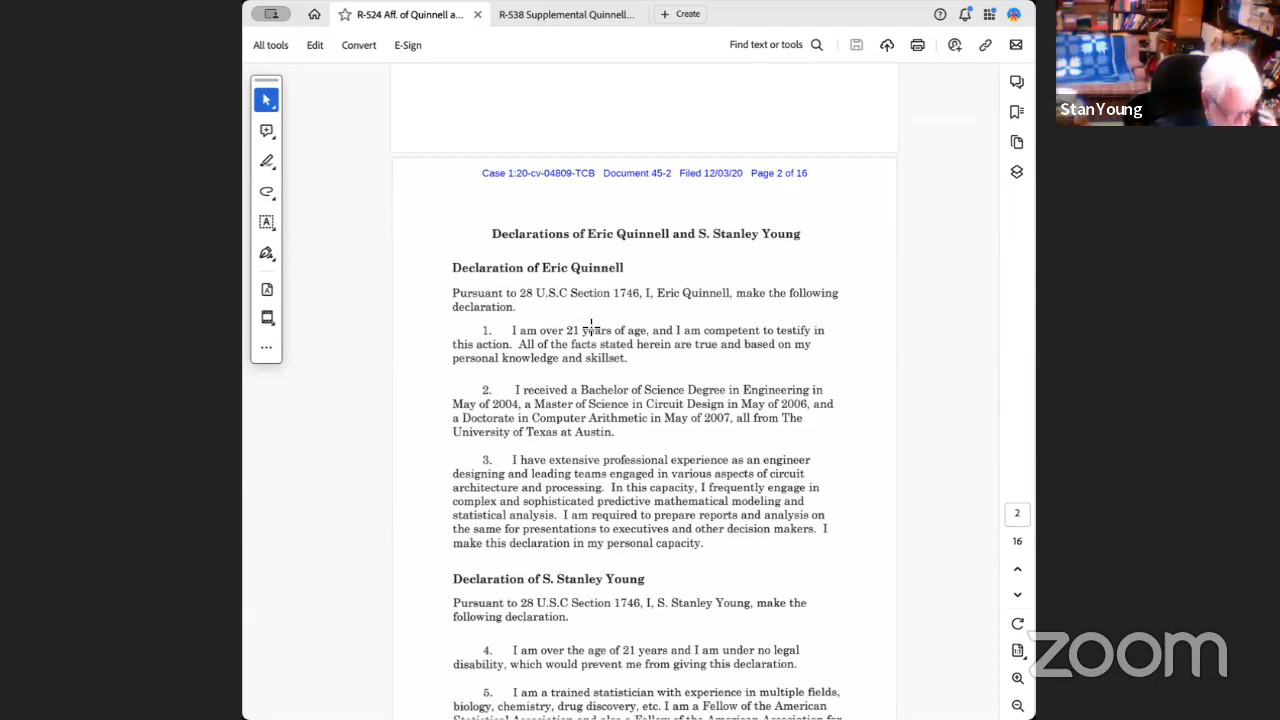 R-524 Aff. of Quinnell a...
R-538 Supplemental Quinnell...
+ Create
All tools
Edit
Convert
E-Sign
Find text or tools
StanYoung
Case 1:20-cv-04809-TCB Document 45-2 Filed 12/03/20 Page 2 of 16
Declarations of Eric Quinnell and S. Stanley Young
Declaration of Eric Quinnell
Pursuant to 28 U.S.C Section 1746, I, Eric Quinnell, make the following
declaration.
1. I am over 21 years of age, and I am competent to testify in
this action. All of the facts stated herein are true and based on my
personal knowledge and skillset.
2. I received a Bachelor of Science Degree in Engineering in
May of 2004, a Master of Science in Circuit Design in May of 2006, and
a Doctorate in Computer Arithmetic in May of 2007, all from The
University of Texas at Austin.
3. I have extensive professional experience as an engineer
designing and leading teams engaged in various aspects of circuit
architecture and processing. In this capacity, I frequently engage in
complex and sophisticated predictive mathematical modeling and
statistical analysis. I am required to prepare reports and analysis on
the same for presentations to executives and other decision makers. I
make this declaration in my personal capacity.
Declaration of S. Stanley Young
Pursuant to 28 U.S.C Section 1746, I, S. Stanley Young, make the
following declaration.
4. I am over the age of 21 years and I am under no legal
disability, which would prevent me from giving this declaration.
5. I am a trained statistician with experience in multiple fields,
biology, chemistry, drug discovery, etc. I am a Fellow of the American
Statistical Association and also a Fellow of the American Association for
2
16
zoom